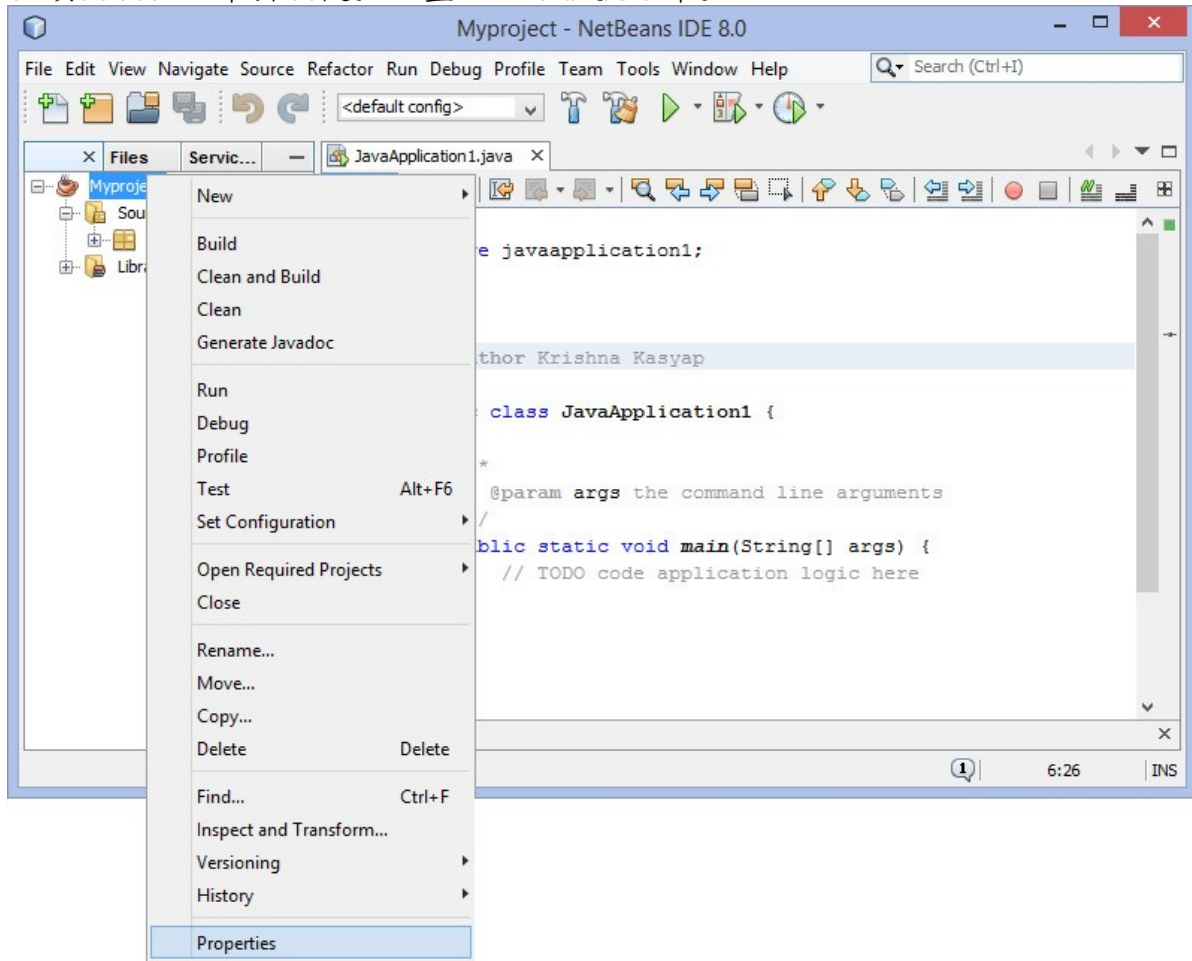 Myproject - NetBeans IDE 8.0
File Edit View Navigate Source Refactor Run Debug Profile Team Tools Window Help
Search (Ctrl+I)
<default config>
Files
Servic...
JavaApplication1.java
Myproje
Sou
Libra
New
Build
Clean and Build
Clean
Generate Javadoc
Run
Debug
Profile
Test Alt+F6
Set Configuration
Open Required Projects
Close
Rename...
Move...
Copy...
Delete Delete
Find... Ctrl+F
Inspect and Transform...
Versioning
History
Properties
e javaapplication1;
thor Krishna Kasyap
class JavaApplication1 {
*
@param args the command line arguments
/
blic static void main(String[] args) {
// TODO code application logic here
1
6:26
INS